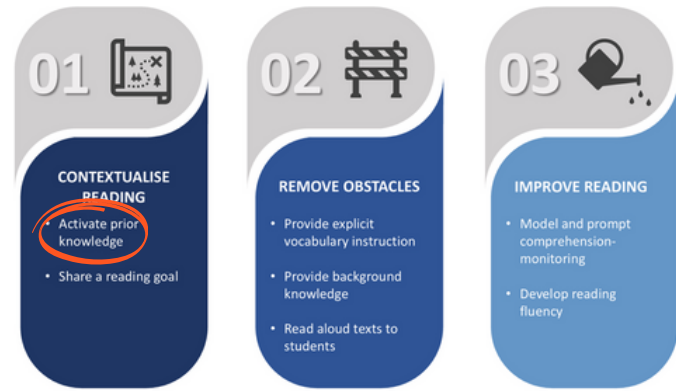 01
CONTEXTUALISE
READING
• Activate prior
knowledge
• Share a reading goal
02
REMOVE OBSTACLES
• Provide explicit
vocabulary instruction
• Provide background
knowledge
• Read aloud texts to
students
03
IMPROVE READING
• Model and prompt
comprehension-
monitoring
• Develop reading
fluency